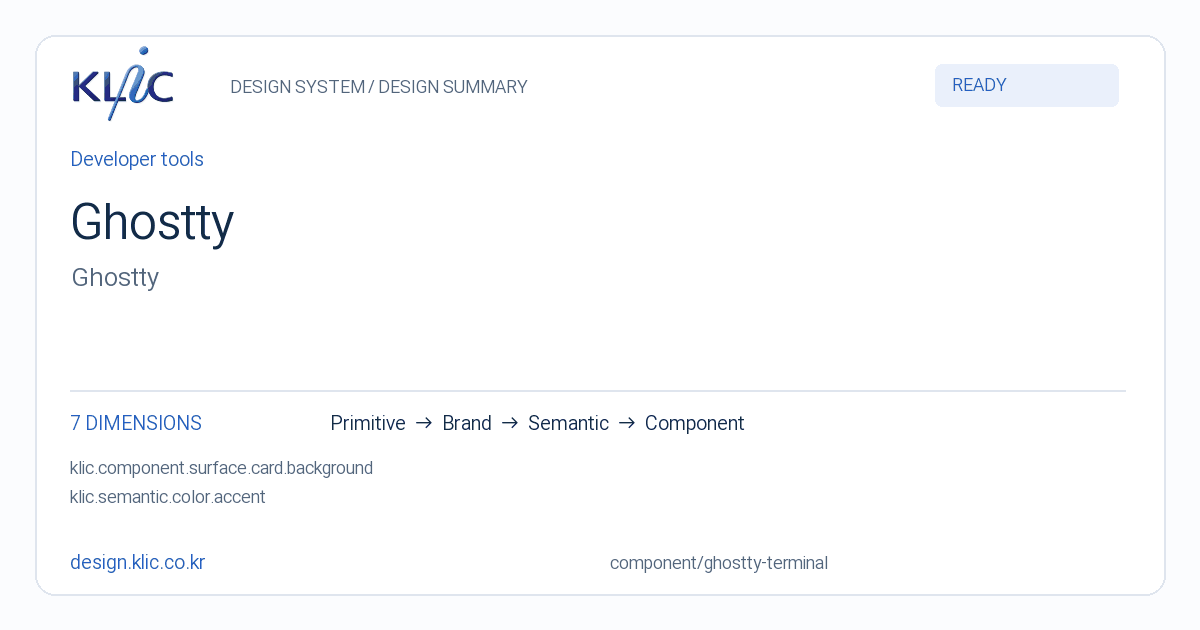 KLiC
DESIGN SYSTEM / DESIGN SUMMARY
READY
Developer tools
Ghostty
Ghostty
7 DIMENSIONS
Primitive → Brand → Semantic → Component
klic.component.surface.card.background
klic.semantic.color.accent
design.klic.co.kr
component/ghostty-terminal